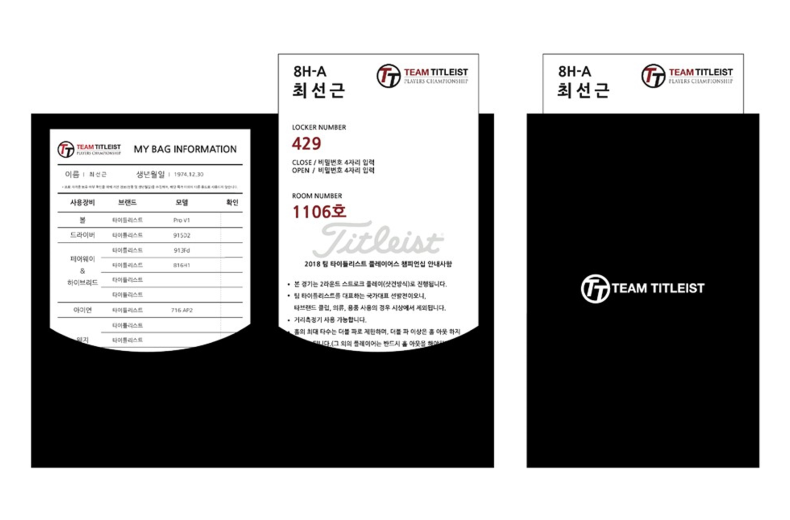 TEAM TITLEIST
PLAYERS CHAMPIONSHIP
MY BAG INFORMATION
이름 | 최선근
생년월일 | 1974.12.30
사용장비 브랜드 모델 확인
볼 타이틀리스트 Pro V1
드라이버 타이틀리스트 915D2
타이틀리스트 913Fd
페어웨이 & 하이브리드
타이틀리스트 816H1
타이틀리스트
타이틀리스트
아이언 타이틀리스트 716 AP2
타이틀리스트
타이틀리스트
8H-A
최선근
TEAM TITLEIST
PLAYERS CHAMPIONSHIP
LOCKER NUMBER
429
CLOSE / 비밀번호 4자리 입력
OPEN / 비밀번호 4자리 입력
ROOM NUMBER
1106호
Titleist
2018 팀 타이틀리스트 플레이어스 챔피언십 안내사항
• 본 경기는 2라운드 스트로크 플레이(샷건방식)로 진행됩니다.
• 팀 타이틀리스트를 대표하는 국가대표 선발전이오니,
타브랜드 클럽, 의류, 용품 사용의 경우 시상에서 제외됩니다.
• 거리측정기 사용 가능합니다.
홀의 최대 타수는 더블 파로 제한하며, 더블 파 이상은 홀 아웃 하지
니다.(그 외의 플레이어는 반드시 홀 아웃을
8H-A
최선근
TEAM TITLEIST
PLAYERS CHAMPIONSHIP
TEAM TITLEIST